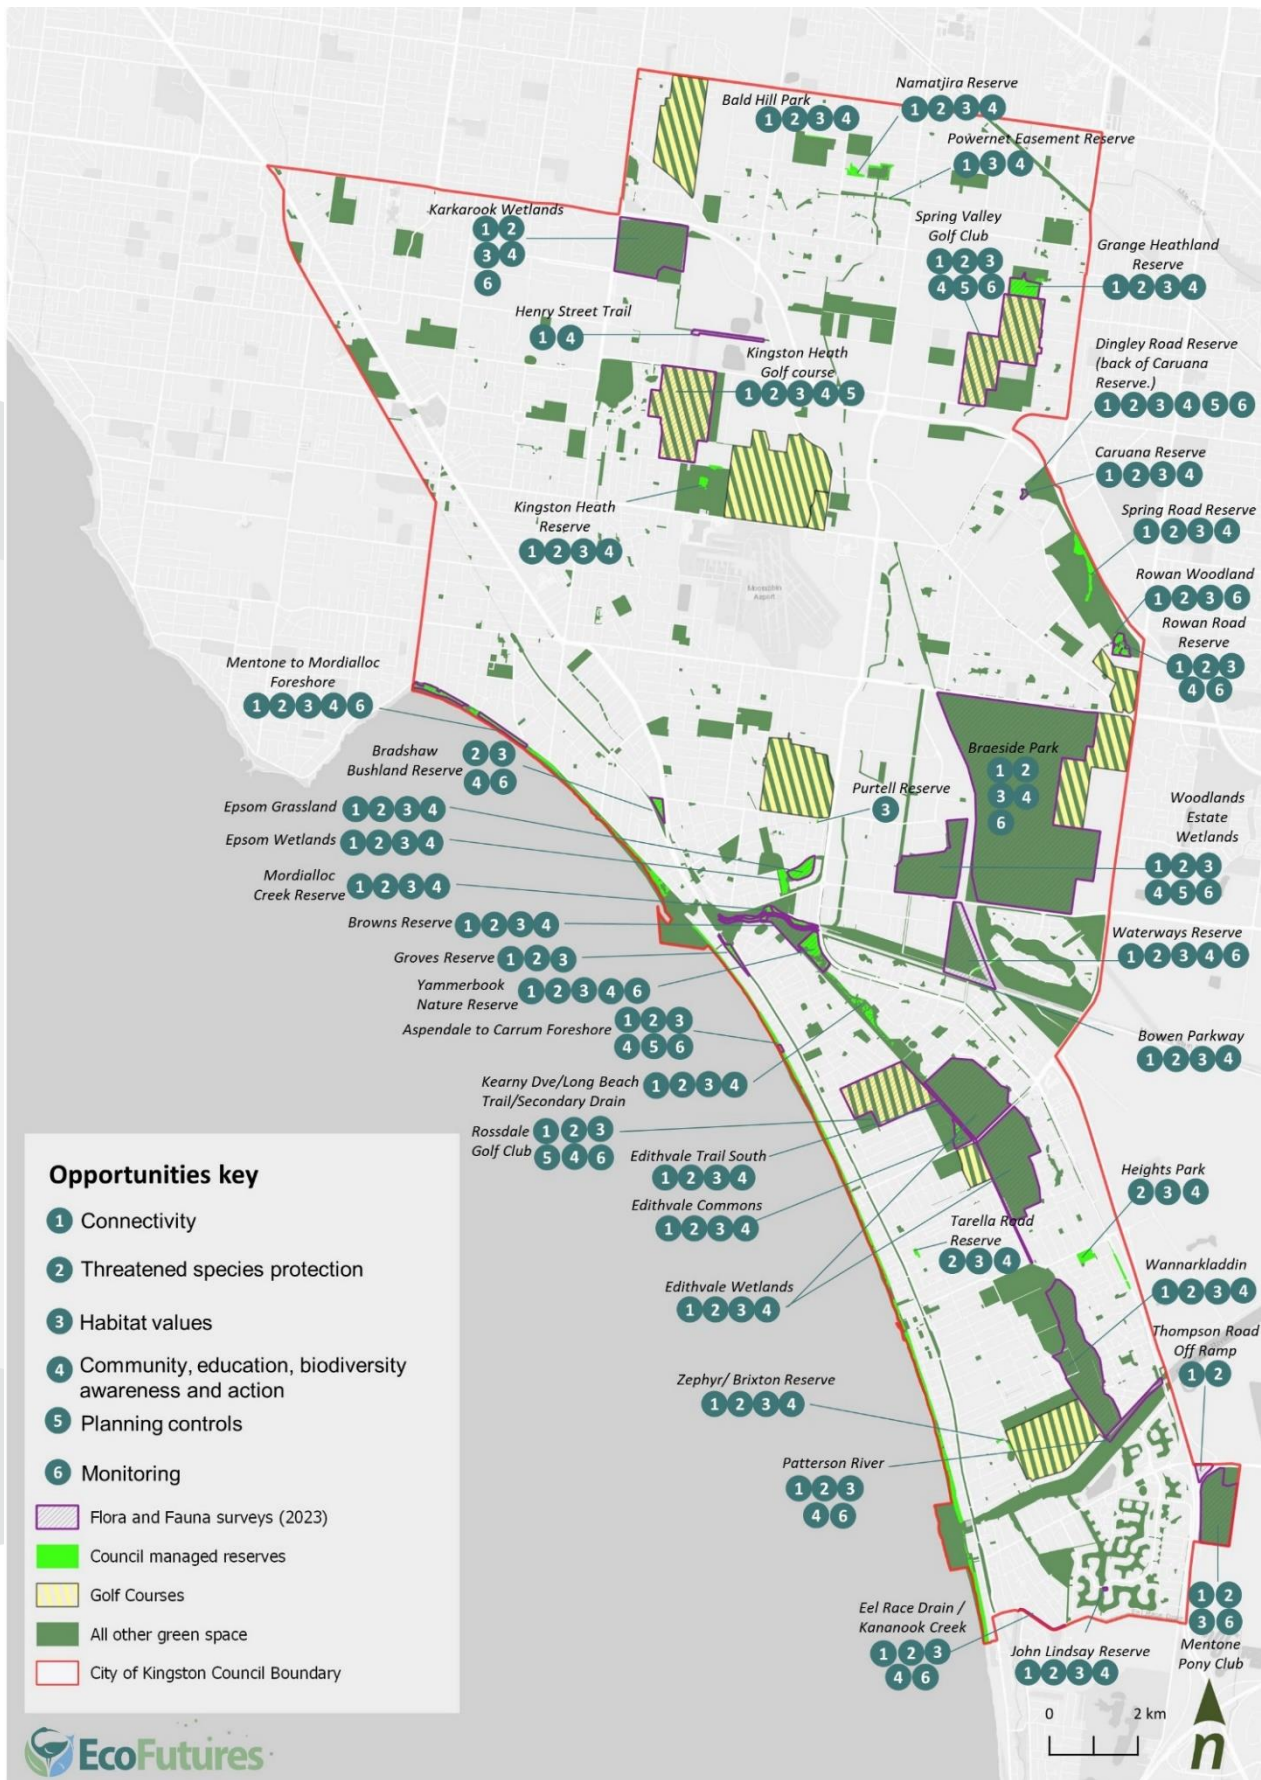 Bald Hill Park
1 2 3 4
Namatjira Reserve
1 2 3 4
Powernet Easement Reserve
1 3 4
Karkarook Wetlands
1 2
3 4
6
Spring Valley
Golf Club
1 2 3
4 5 6
Grange Heathland
Reserve
1 2 3 4
Henry Street Trail
1 4
Kingston Heath
Golf course
1 2 3 4 5
Dingley Road Reserve
(back of Caruana
Reserve.)
1 2 3 4 5 6
Caruana Reserve
1 2 3 4
Kingston Heath
Reserve
1 2 3 4
Spring Road Reserve
1 2 3 4
Rowan Woodland
1 2 3 6
Rowan Road
Reserve
1 2 3
4 6
Moorabbin
Airport
Mentone to Mordialloc
Foreshore
1 2 3 4 6
Bradshaw
Bushland Reserve
2 3
4 6
Epsom Grassland 1 2 3 4
Epsom Wetlands 1 2 3 4
Mordialloc
Creek Reserve 1 2 3 4
Browns Reserve 1 2 3 4
Groves Reserve 1 2 3
Yammerbook
Nature Reserve 1 2 3 4 6
Aspendale to Carrum Foreshore
1 2 3
4 5 6
Kearny Dve/Long Beach
Trail/Secondary Drain
1 2 3 4
Rossdale
Golf Club
1 2 3
5 4 6
Purtell Reserve
3
Braeside Park
1 2
3 4
6
Woodlands
Estate
Wetlands
1 2 3
4 5 6
Waterways Reserve
1 2 3 4 6
Bowen Parkway
1 2 3 4
Edithvale Trail South
1 2 3 4
Edithvale Commons
1 2 3 4
Edithvale Wetlands
1 2 3 4
Tarella Road
Reserve
2 3 4
Heights Park
2 3 4
Wannarkladdin
1 2 3 4
Thompson Road
Off Ramp
1 2
Zephyr/ Brixton Reserve
1 2 3 4
Patterson River
1 2 3
4 6
Eel Race Drain /
Kananook Creek
1 2 3
4 6
John Lindsay Reserve
1 2 3 4
1 2
3 6
Mentone
Pony Club
Opportunities key
1 Connectivity
2 Threatened species protection
3 Habitat values
4 Community, education, biodiversity
awareness and action
5 Planning controls
6 Monitoring
Flora and Fauna surveys (2023)
Council managed reserves
Golf Courses
All other green space
City of Kingston Council Boundary
EcoFutures
0 2 km
n